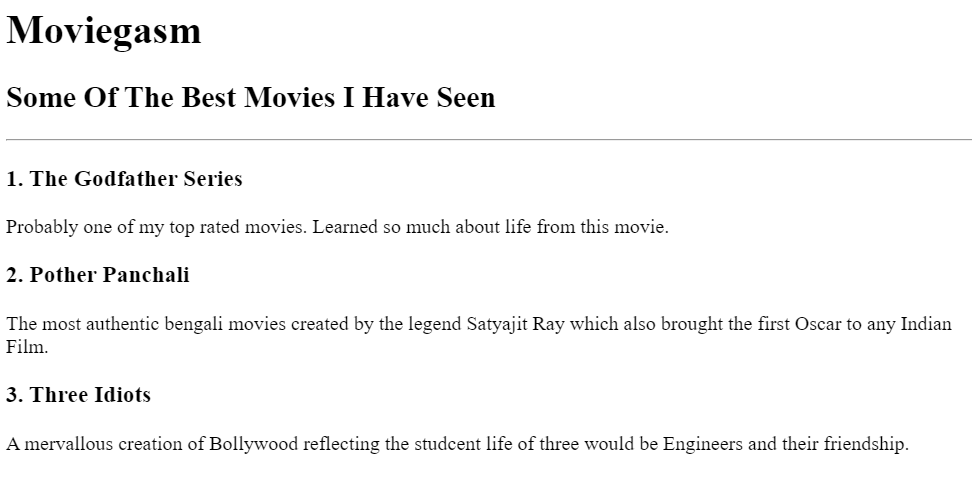 Moviegasm
Some Of The Best Movies I Have Seen
1. The Godfather Series
Probably one of my top rated movies. Learned so much about life from this movie.
2. Pother Panchali
The most authentic bengali movies created by the legend Satyajit Ray which also brought the first Oscar to any Indian
Film.
3. Three Idiots
A mervallous creation of Bollywood reflecting the studcent life of three would be Engineers and their friendship.